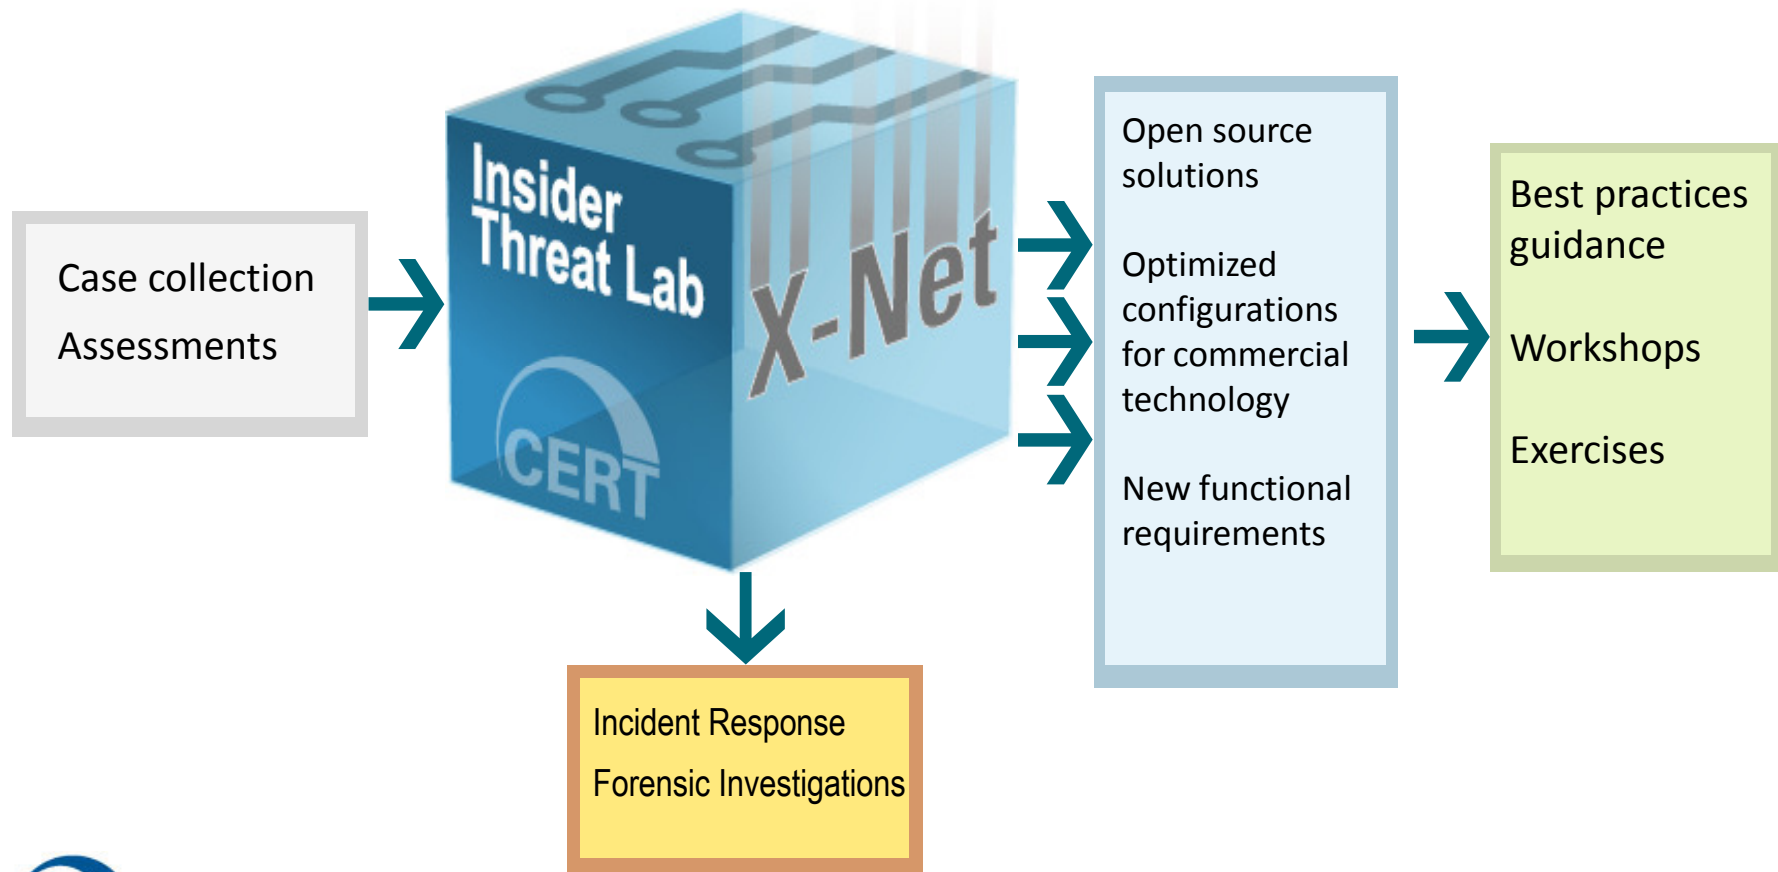 Case collection
Assessments
Insider
Threat Lab
CERT
X-Net
Open source
solutions
Optimized
configurations
for commercial
technology
New functional
requirements
Best practices
guidance
Workshops
Exercises
Incident Response
Forensic Investigations